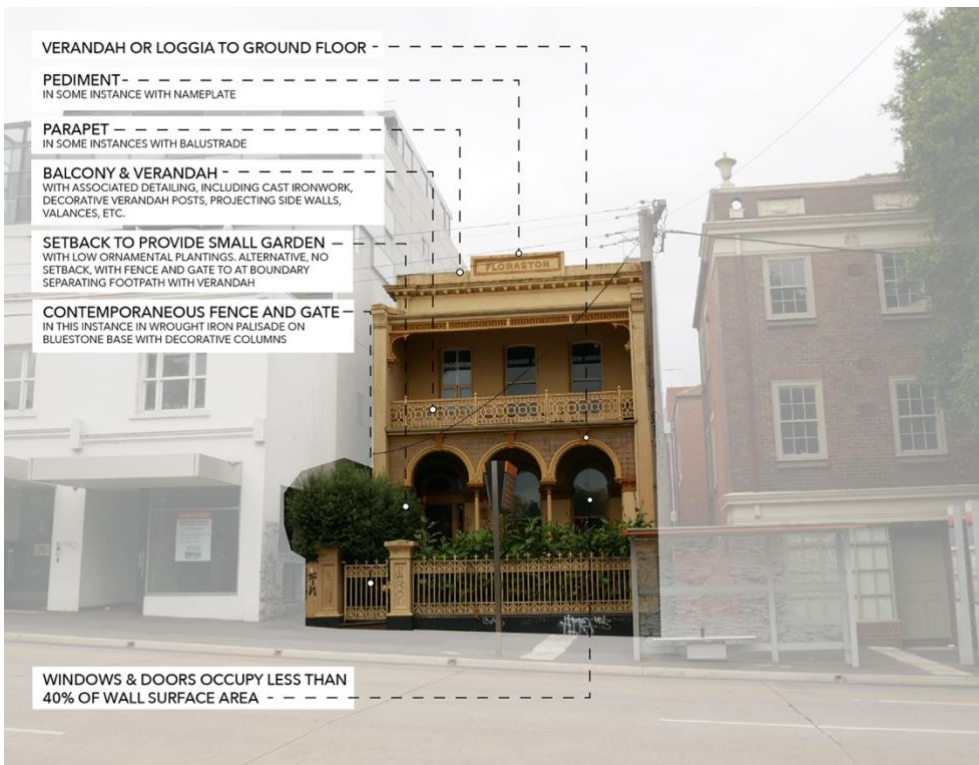 VERANDAH OR LOGGIA TO GROUND FLOOR
PEDIMENT
IN SOME INSTANCE WITH NAMEPLATE
PARAPET
IN SOME INSTANCES WITH BALUSTRADE
BALCONY & VERANDAH
WITH ASSOCIATED DETAILING, INCLUDING CAST IRONWORK,
DECORATIVE VERANDAH POSTS, PROJECTING SIDE WALLS,
VALANCES, ETC.
SETBACK TO PROVIDE SMALL GARDEN
WITH LOW ORNAMENTAL PLANTINGS. ALTERNATIVE, NO
SETBACK, WITH FENCE AND GATE TO AT BOUNDARY
SEPARATING FOOTPATH WITH VERANDAH
CONTEMPORANEOUS FENCE AND GATE
IN THIS INSTANCE IN WROUGHT IRON PALISADE ON
BLUESTONE BASE WITH DECORATIVE COLUMNS
FLORASTON
WINDOWS & DOORS OCCUPY LESS THAN
40% OF WALL SURFACE AREA